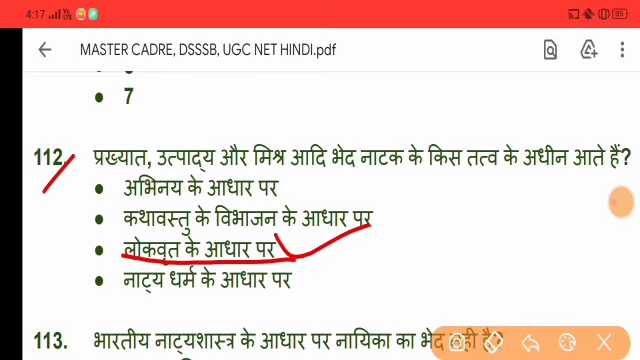 4:17
85
MASTER CADRE, DSSSB, UGC NET HINDI.pdf
• 7
112. प्रख्यात, उत्पाद्य और मिश्र आदि भेद नाटक के किस तत्व के अधीन आते हैं?
• अभिनय के आधार पर
• कथावस्तु के विभाजन के आधार पर
• लोकवृत के आधार पर
• नाट्य धर्म के आधार पर
113. भारतीय नाट्यशास्त्र के आधार पर नायिका का भेद नही है?